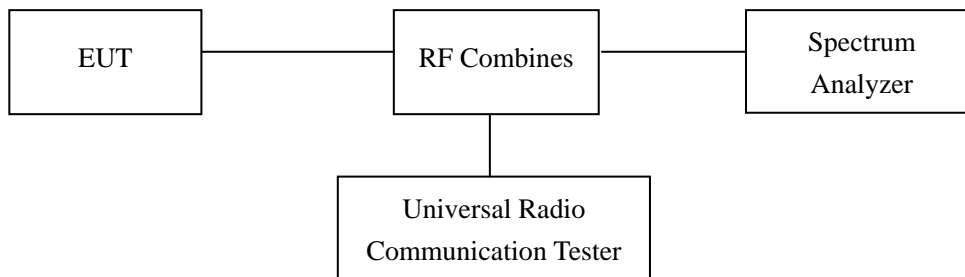 EUT
RF Combines
Spectrum
Analyzer
Universal Radio
Communication Tester